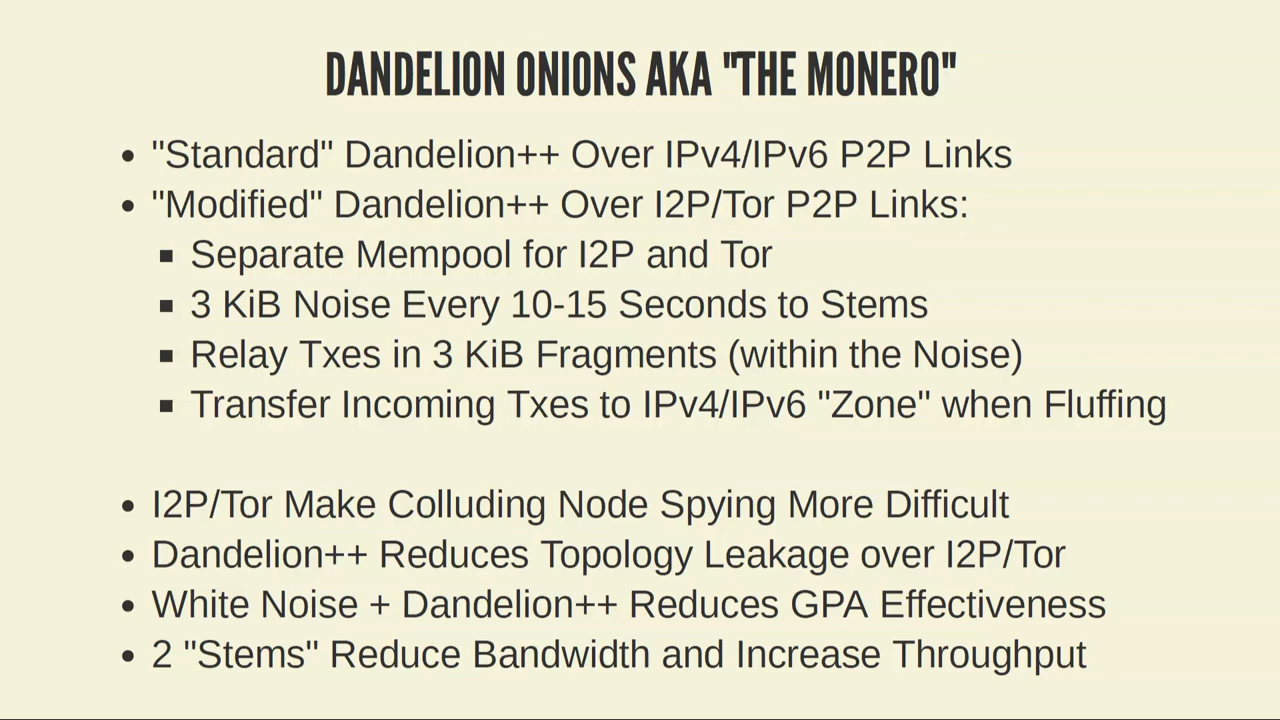 DANDELION ONIONS AKA "THE MONERO"
• "Standard" Dandelion++ Over IPv4/IPv6 P2P Links
• "Modified" Dandelion++ Over I2P/Tor P2P Links:
▪ Separate Mempool for I2P and Tor
▪ 3 KiB Noise Every 10-15 Seconds to Stems
▪ Relay Txes in 3 KiB Fragments (within the Noise)
▪ Transfer Incoming Txes to IPv4/IPv6 "Zone" when Fluffing
• I2P/Tor Make Colluding Node Spying More Difficult
• Dandelion++ Reduces Topology Leakage over I2P/Tor
• White Noise + Dandelion++ Reduces GPA Effectiveness
• 2 "Stems" Reduce Bandwidth and Increase Throughput